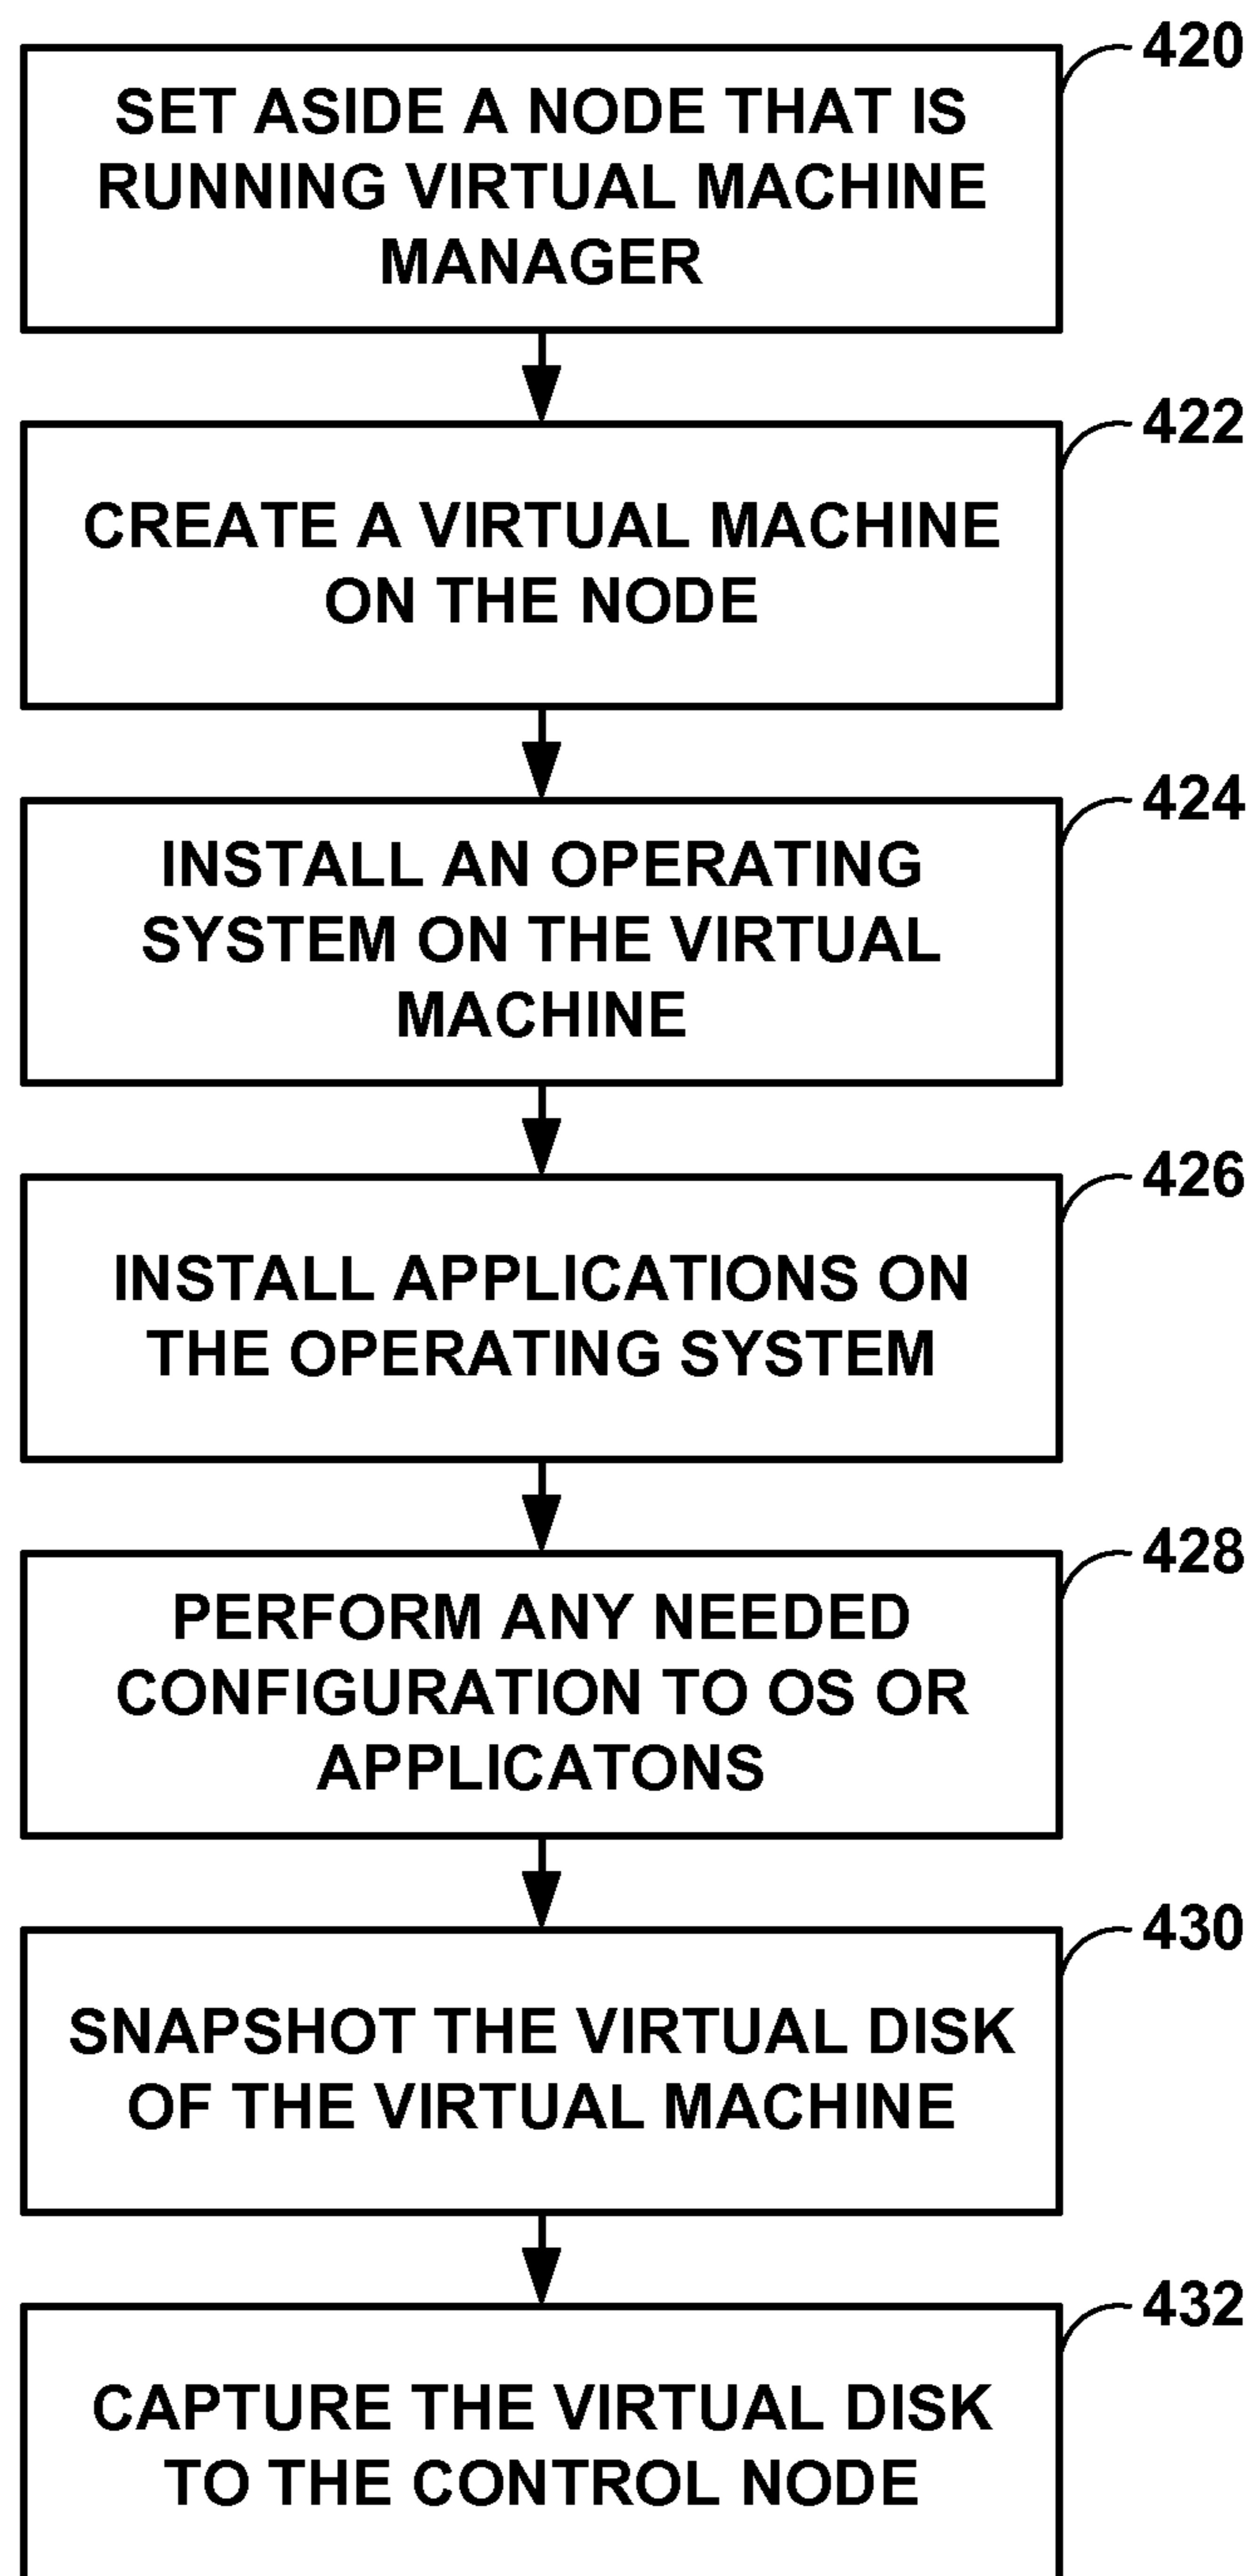 420
SET ASIDE A NODE THAT IS
RUNNING VIRTUAL MACHINE
MANAGER
422
CREATE A VIRTUAL MACHINE
ON THE NODE
424
INSTALL AN OPERATING
SYSTEM ON THE VIRTUAL
MACHINE
426
INSTALL APPLICATIONS ON
THE OPERATING SYSTEM
428
PERFORM ANY NEEDED
CONFIGURATION TO OS OR
APPLICATONS
430
SNAPSHOT THE VIRTUAL DISK
OF THE VIRTUAL MACHINE
432
CAPTURE THE VIRTUAL DISK
TO THE CONTROL NODE